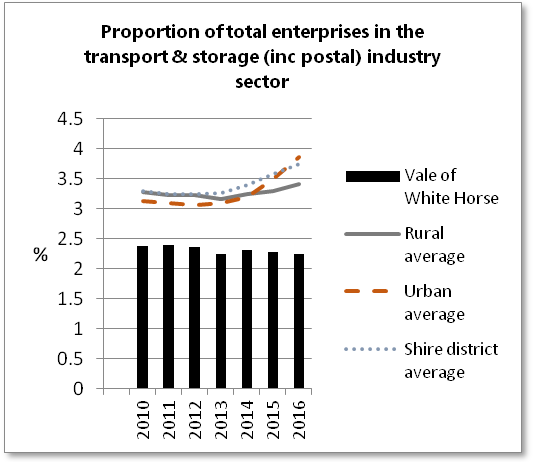 Proportion of total enterprises in the
transport & storage (inc postal) industry
sector
4.5
4
3.5
3
2.5
2
1.5
1
0.5
0
%
2010
2011
2012
2013
2014
2015
2016
Vale of
White Horse
Rural
average
Urban
average
Shire district
average